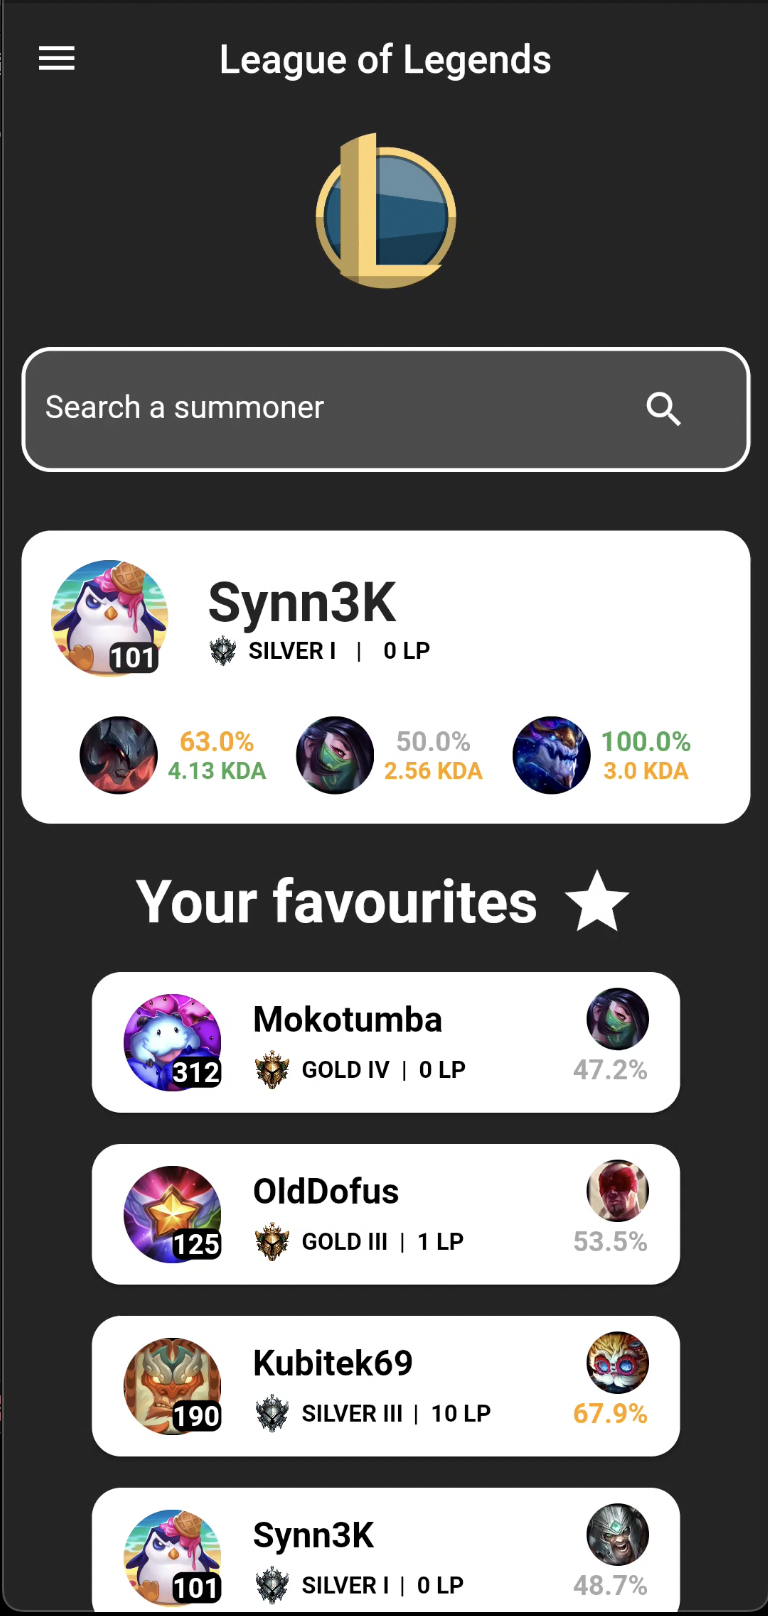 League of Legends
Search a summoner
Synn3K
101
SILVER I | 0 LP
63.0%
4.13 KDA
50.0%
2.56 KDA
100.0%
3.0 KDA
Your favourites
Mokotumba
312
GOLD IV | 0 LP
47.2%
OldDofus
125
GOLD III | 1 LP
53.5%
Kubitek69
190
SILVER III | 10 LP
67.9%
Synn3K
101
SILVER I | 0 LP
48.7%